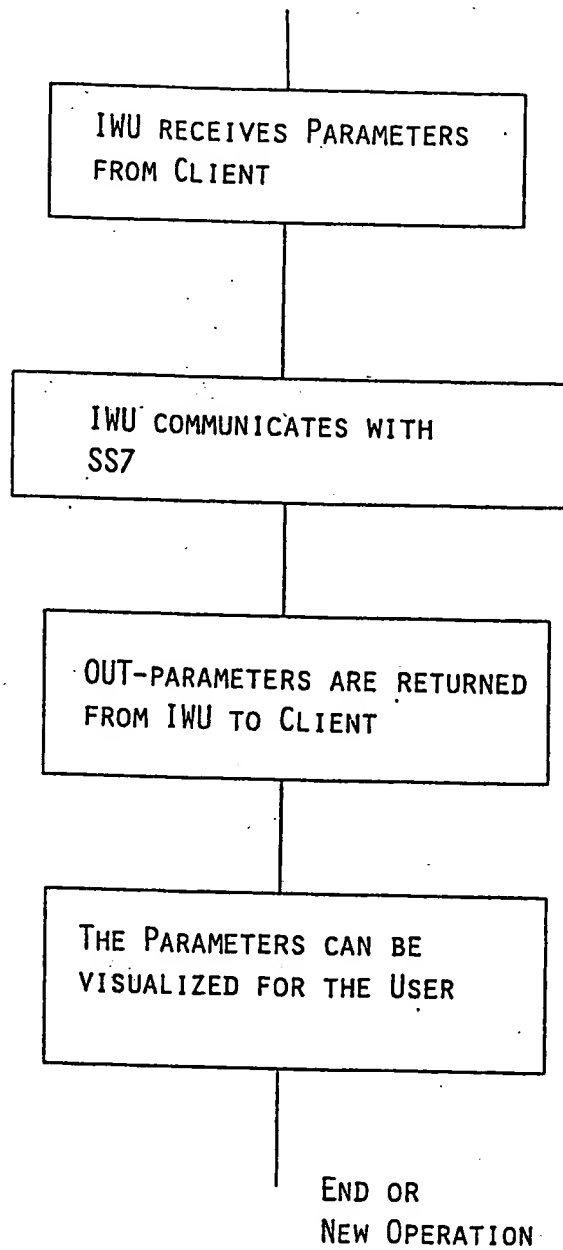 IWU RECEIVES PARAMETERS
FROM CLIENT
IWU COMMUNICATES WITH
SS7
OUT-PARAMETERS ARE RETURNED
FROM IWU TO CLIENT
THE PARAMETERS CAN BE
VISUALIZED FOR THE USER
END OR
NEW OPERATION